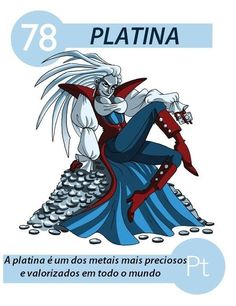 78
PLATINA
A platina é um dos metais mais preciosos
e valorizados em todo o mundo
Pt